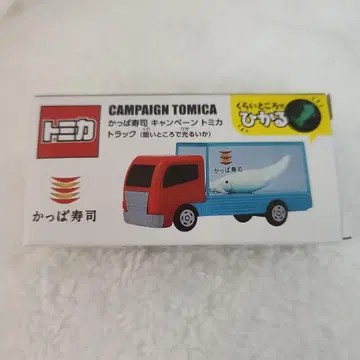 トミカ
CAMPAIGN TOMICA
かっぱ寿司 キャンペーン トミカ
トラック（暗いところで光るいか）
くらいところで
ひかる
かっぱ寿司
かっぱ寿司